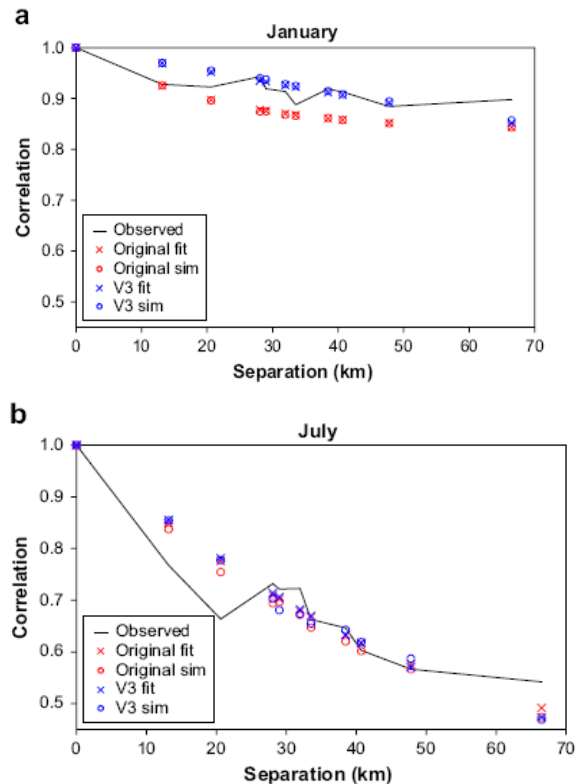 a
January
1.0
0.9
0.8
0.7
0.6
0.5
Correlation
Observed
Original fit
Original sim
V3 fit
V3 sim
0 10 20 30 40 50 60 70
Separation (km)
b
July
1.0
0.9
0.8
0.7
0.6
0.5
Correlation
Observed
Original fit
Original sim
V3 fit
V3 sim
0 10 20 30 40 50 60 70
Separation (km)